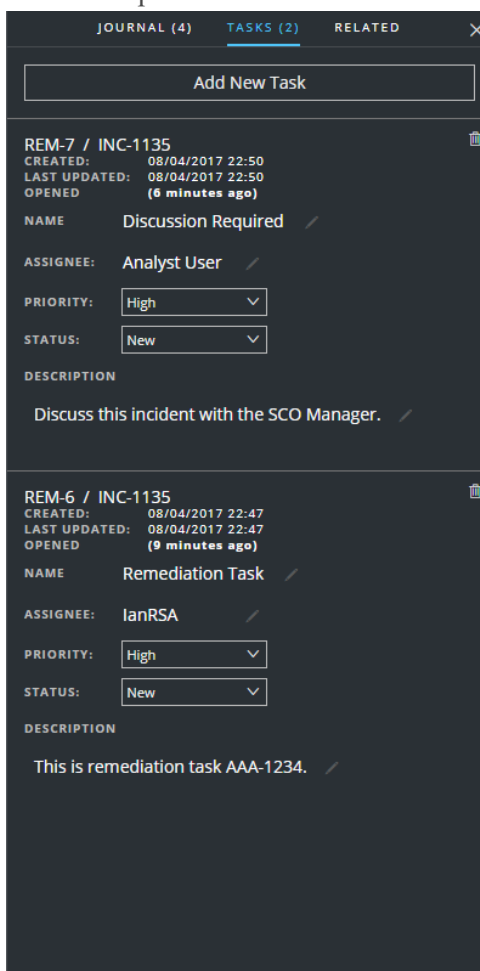 JOURNAL (4) TASKS (2) RELATED
Add New Task
REM-7 / INC-1135
CREATED: 08/04/2017 22:50
LAST UPDATED: 08/04/2017 22:50
OPENED (6 minutes ago)
NAME Discussion Required
ASSIGNEE: Analyst User
PRIORITY: High
STATUS: New
DESCRIPTION
Discuss this incident with the SCO Manager.
REM-6 / INC-1135
CREATED: 08/04/2017 22:47
LAST UPDATED: 08/04/2017 22:47
OPENED (9 minutes ago)
NAME Remediation Task
ASSIGNEE: IanRSA
PRIORITY: High
STATUS: New
DESCRIPTION
This is remediation task AAA-1234.